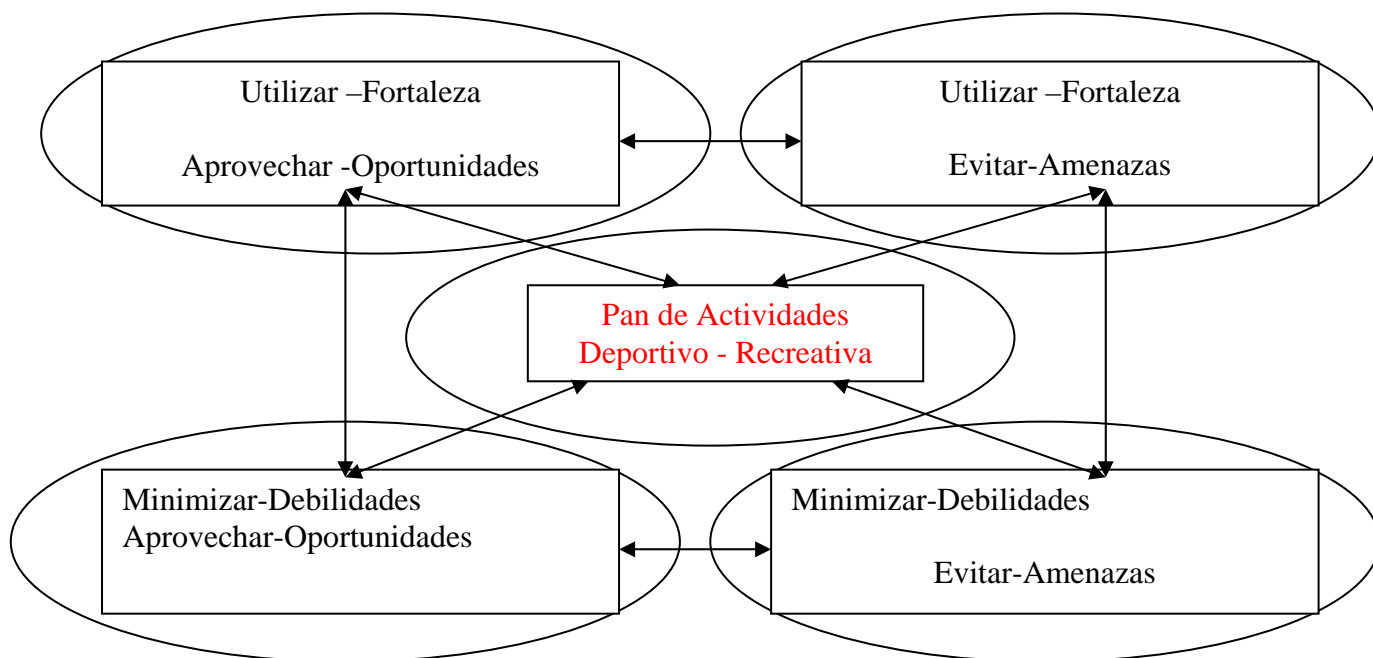 Utilizar –Fortaleza
Aprovechar -Oportunidades
Utilizar –Fortaleza
Evitar-Amenazas
Pan de Actividades
Deportivo - Recreativa
Minimizar-Debilidades
Aprovechar-Oportunidades
Minimizar-Debilidades
Evitar-Amenazas